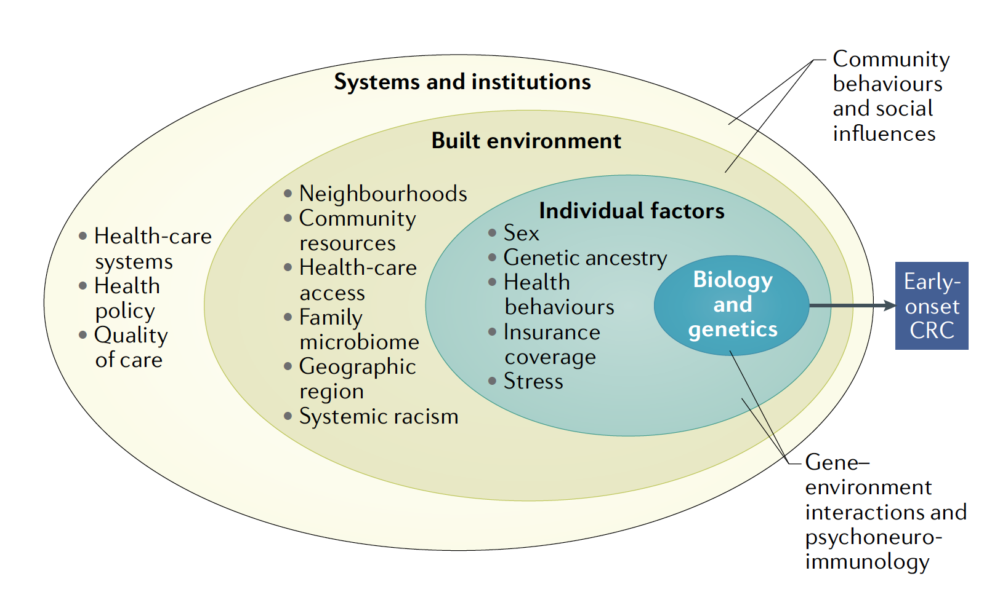 Systems and institutions
Built environment
Individual factors
Biology
and
genetics
• Health-care
systems
• Health
policy
• Quality
of care
• Neighbourhoods
• Community
resources
• Health-care
access
• Family
microbiome
• Geographic
region
• Systemic racism
• Sex
• Genetic ancestry
• Health
behaviours
• Insurance
coverage
• Stress
Community
behaviours
and social
influences
Early-
onset
CRC
Gene–
environment
interactions and
psychoneuro-
immunology